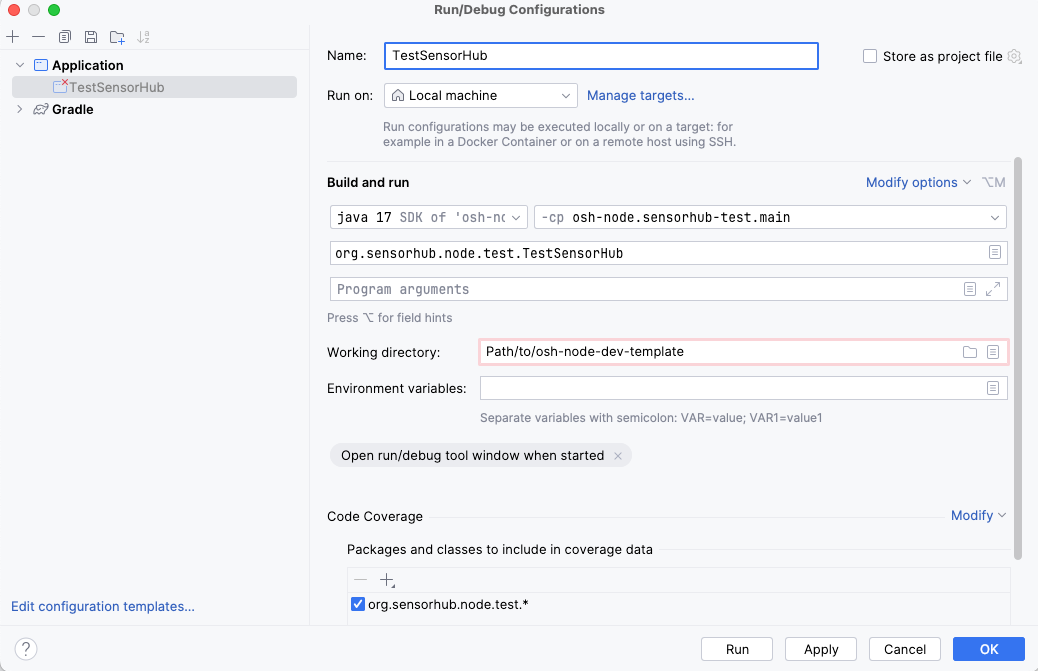 Run/Debug Configurations
Application
TestSensorHub
Gradle
Name: TestSensorHub
Store as project file
Run on: Local machine Manage targets...
Run configurations may be executed locally or on a target: for
example in a Docker Container or on a remote host using SSH.
Build and run
Modify options ⌥M
java 17 SDK of 'osh-no -cp osh-node.sensorhub-test.main
org.sensorhub.node.test.TestSensorHub
Program arguments
Press ⌥ for field hints
Working directory: Path/to/osh-node-dev-template
Environment variables:
Separate variables with semicolon: VAR=value; VAR1=value1
Open run/debug tool window when started ×
Code Coverage Modify
Packages and classes to include in coverage data
org.sensorhub.node.test.*
Edit configuration templates...
? Run Apply Cancel OK